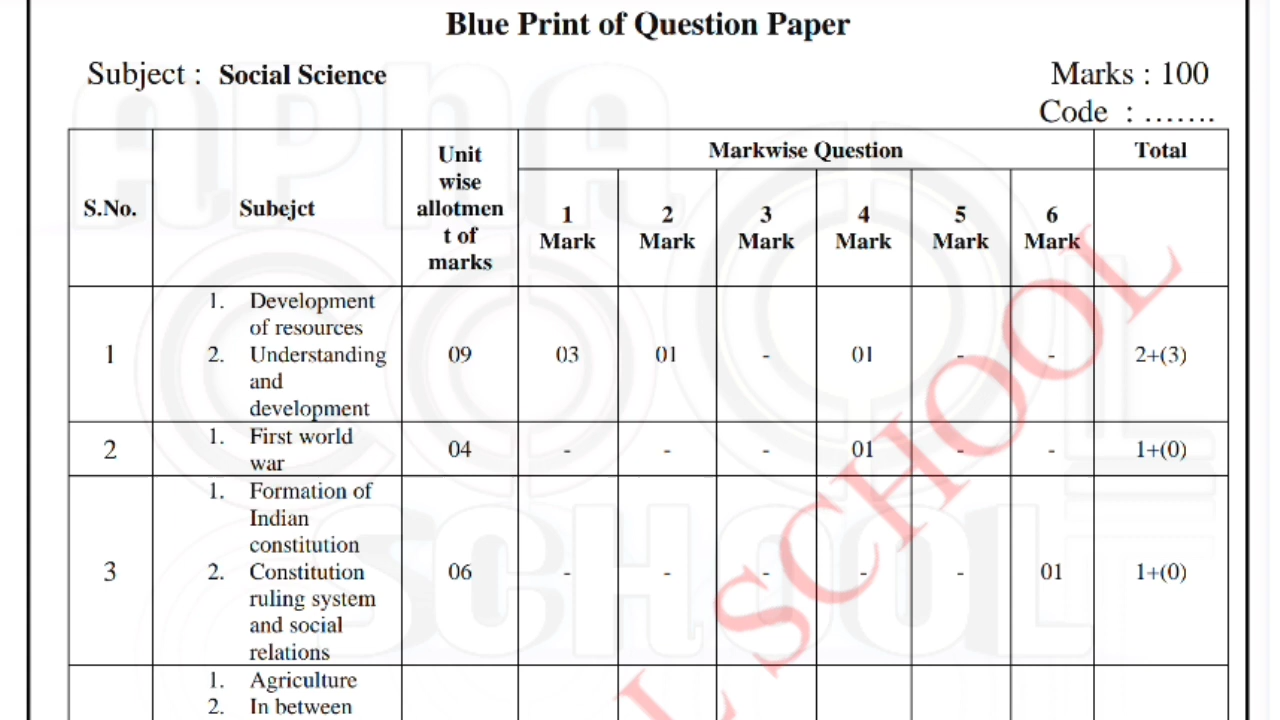 Blue Print of Question Paper
Subject : Social Science
Marks : 100
Code : .......
S.No.
Subejct
Unit
wise
allotmen
t of
marks
Markwise Question
Total
1
Mark
2
Mark
3
Mark
4
Mark
5
Mark
6
Mark
1
1. Development
of resources
2. Understanding
and
development
09
03
01
-
01
-
-
2+(3)
2
1. First world
war
04
-
-
-
01
-
-
1+(0)
3
1. Formation of
Indian
constitution
2. Constitution
ruling system
and social
relations
06
-
-
-
-
-
01
1+(0)
1. Agriculture
2. In between
APNA
SCHOOL
L SCHOOL